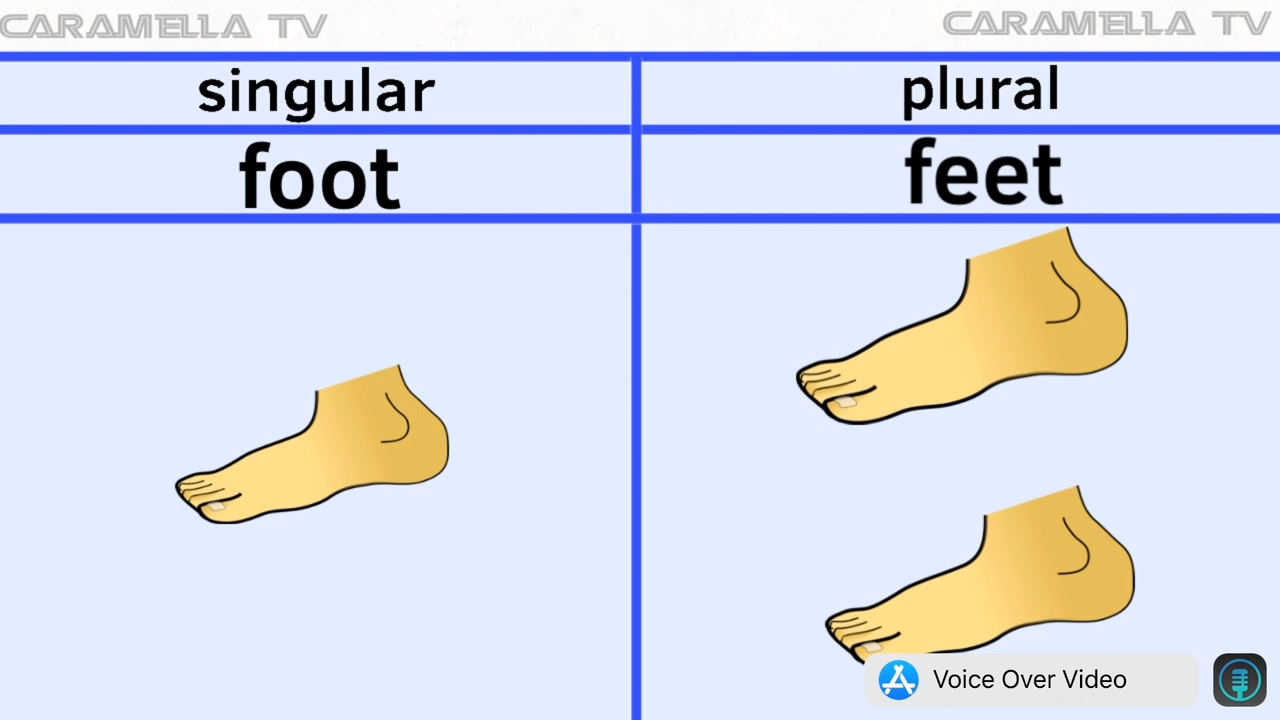 CARAMELLA TV CARAMELLA TV
singular plural
foot feet
Voice Over Video